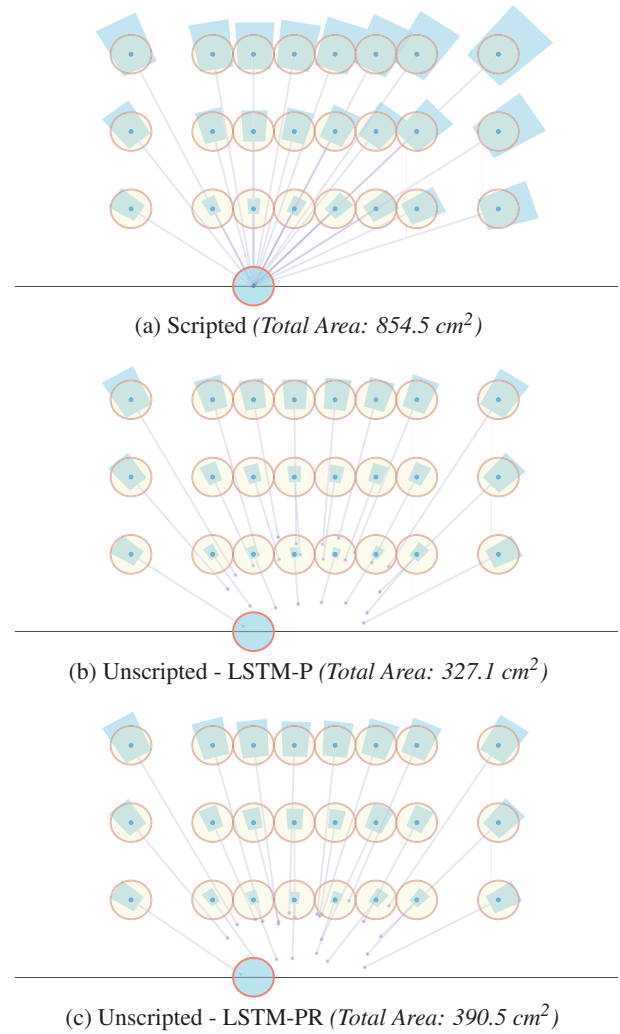 (a) Scripted (Total Area: 854.5 cm²)
(b) Unscripted - LSTM-P (Total Area: 327.1 cm²)
(c) Unscripted - LSTM-PR (Total Area: 390.5 cm²)